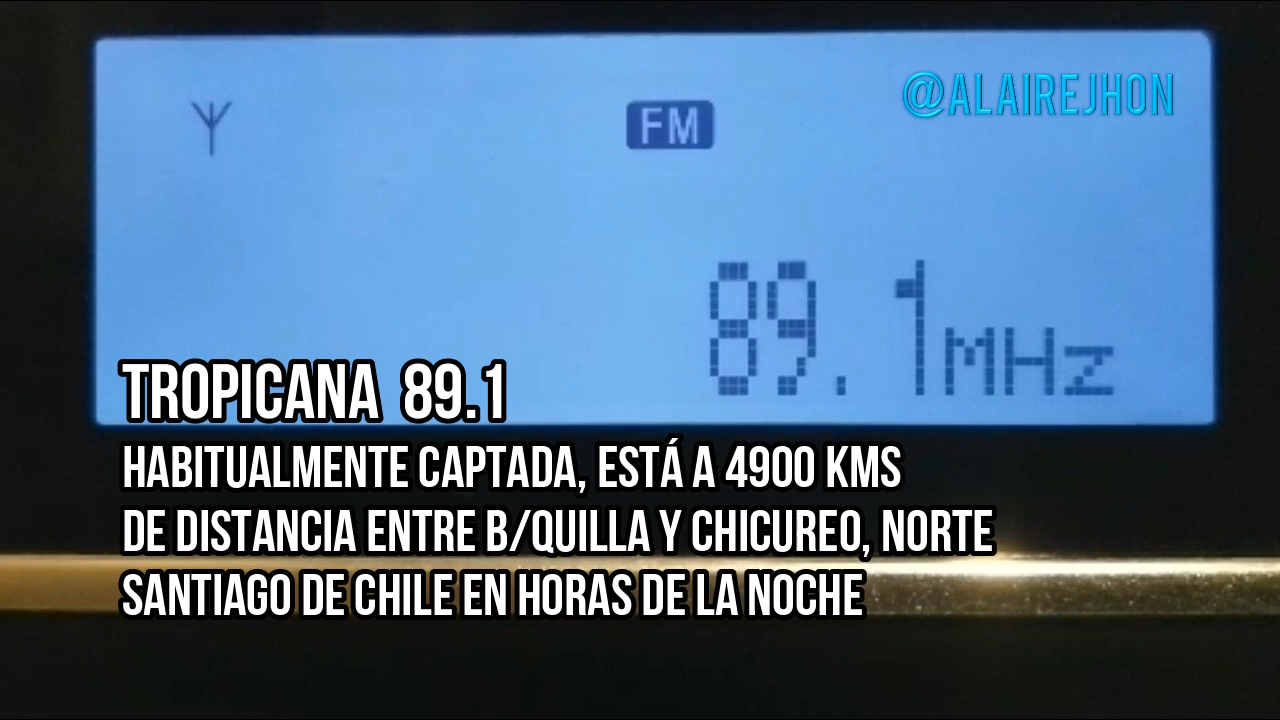 @ALAIREJHON
FM
89.1MHz
TROPICANA 89.1
HABITUALMENTE CAPTADA, ESTÁ A 4900 KMS
DE DISTANCIA ENTRE B/QUILLA Y CHICUREO, NORTE
SANTIAGO DE CHILE EN HORAS DE LA NOCHE